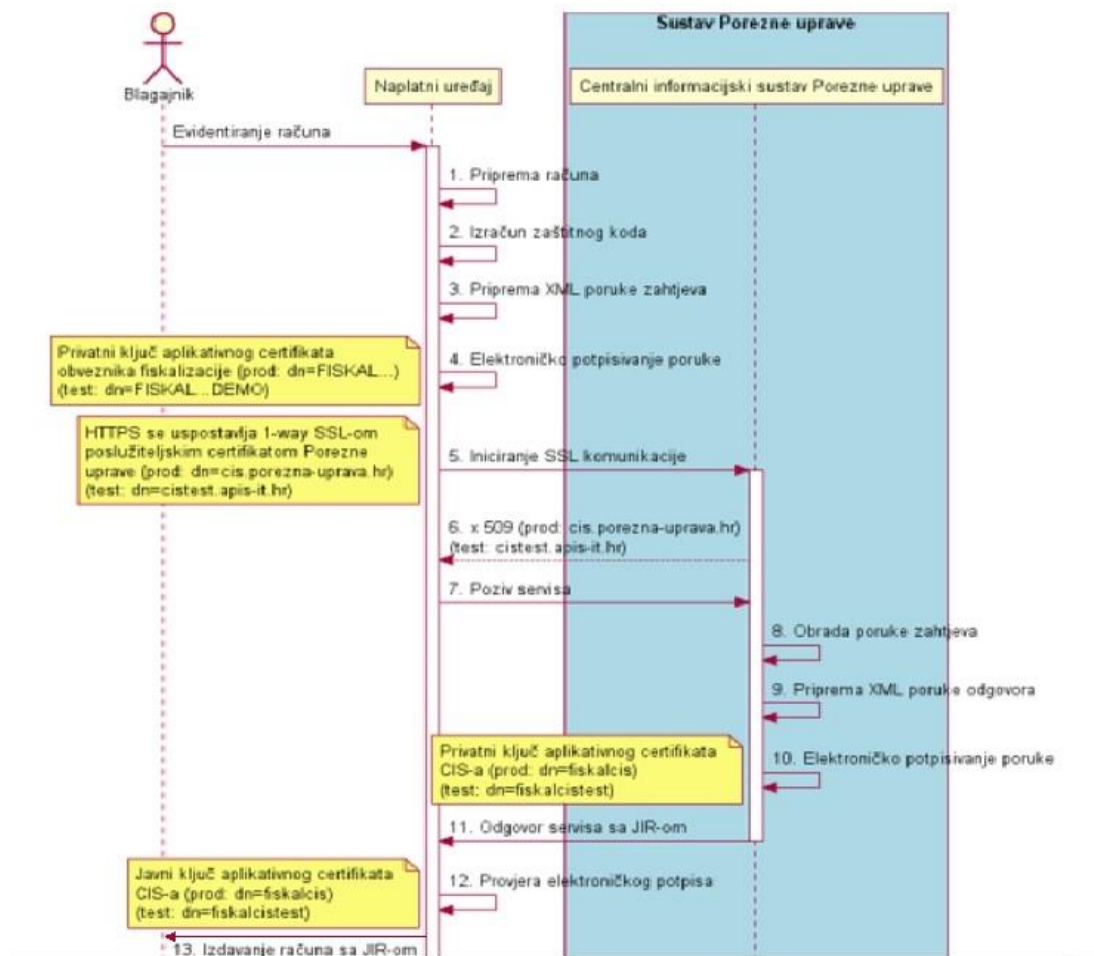 Sustav Porezne uprave
Blagajnik
Naplatni uređaj
Centralni informacijski sustav Porezne uprave
Evidentiranje računa
1. Priprema računa
2. Izračun zaštitnog koda
3. Priprema XML poruke zahtjeva
Privatni ključ aplikativnog certifikata
obveznika fiskalizacije (prod: dn=FISKAL...)
(test: dn=FISKAL...DEMO)
4. Elektroničko potpisivanje poruke
HTTPS se uspostavlja 1-way SSL-om
poslužiteljskim certifikatom Porezne
uprave (prod: dn=cis.porezna-uprava.hr)
(test: dn=cistest.apis-it.hr)
5. Iniciranje SSL komunikacije
6. x 509 (prod: cis.porezna-uprava.hr)
(test: cistest.apis-it.hr)
7. Poziv servisa
8. Obrada poruke zahtjeva
9. Priprema XML poruke odgovora
Privatni ključ aplikativnog certifikata
CIS-a (prod: dn=fiskalcis)
(test: dn=fiskalcistest)
10. Elektroničko potpisivanje poruke
11. Odgovor servisa sa JIR-om
Javni ključ aplikativnog certifikata
CIS-a (prod: dn=fiskalcis)
(test: dn=fiskalcistest)
12. Provjera elektroničkog potpisa
13. Izdavanje računa sa JIR-om